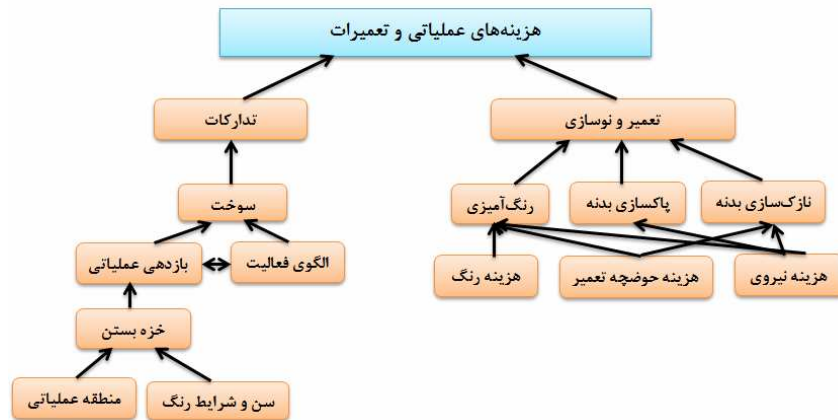 هزینه‌های عملیاتی و تعمیرات
تعمیر و نوسازی
تدارکات
نازک‌سازی بدنه
پاکسازی بدنه
رنگ‌آمیزی
سوخت
هزینه نیروی
هزینه حوضچه تعمیر
هزینه رنگ
الگوی فعالیت
بازدهی عملیاتی
خزه بستن
سن و شرایط رنگ
منطقه عملیاتی